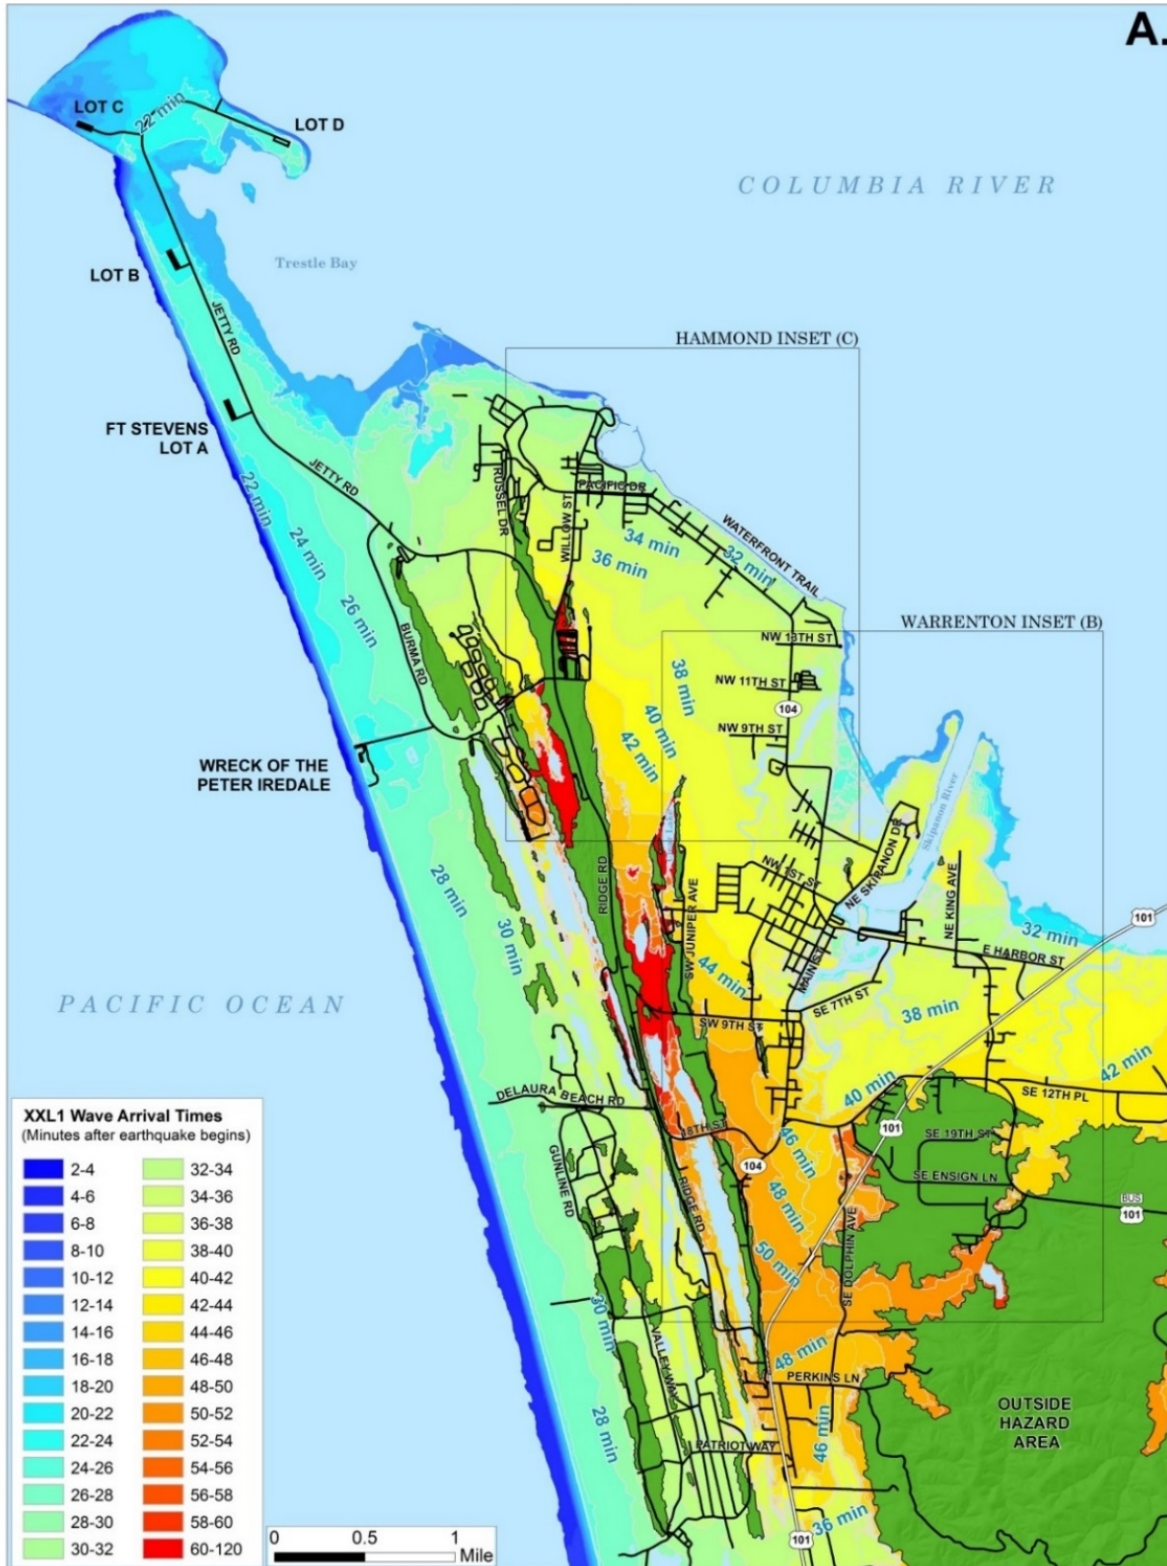 A.
LOT C
22 min
LOT D
COLUMBIA RIVER
LOT B
Trestle Bay
JETTY RD
HAMMOND INSET (C)
FT STEVENS
LOT A
JETTY RD
RUSSEL DR
PACIFIC DR
WILLOW ST
WATERFRONT TRAIL
22 min
24 min
26 min
34 min
32 min
36 min
BURMA RD
WARRENTON INSET (B)
NW 13TH ST
38 min
NW 11TH ST
104
40 min
NW 9TH ST
42 min
WRECK OF THE
PETER IREDALE
Skipanon River
NE SKIPANON DR
RIDGE RD
NW 1ST ST
28 min
30 min
SW JUNIPER AVE
NE KING AVE
101
32 min
E HARBOR ST
44 min
MAIN ST
SE 7TH ST
PACIFIC OCEAN
38 min
SW 9TH ST
42 min
40 min
SE 12TH PL
DELAURA BEACH RD
18TH ST
101
SE 19TH ST
46 min
104
SE ENSIGN LN
GUNLINE RD
RIDGE RD
48 min
BUS
101
SE DOLPHIN AVE
50 min
30 min
VALLEY WAY
48 min
PERKINS LN
OUTSIDE
HAZARD
AREA
28 min
46 min
PATRIOT WAY
36 min
101
XXL1 Wave Arrival Times
(Minutes after earthquake begins)
2-4
4-6
6-8
8-10
10-12
12-14
14-16
16-18
18-20
20-22
22-24
24-26
26-28
28-30
30-32
32-34
34-36
36-38
38-40
40-42
42-44
44-46
46-48
48-50
50-52
52-54
54-56
56-58
58-60
60-120
0 0.5 1
Mile